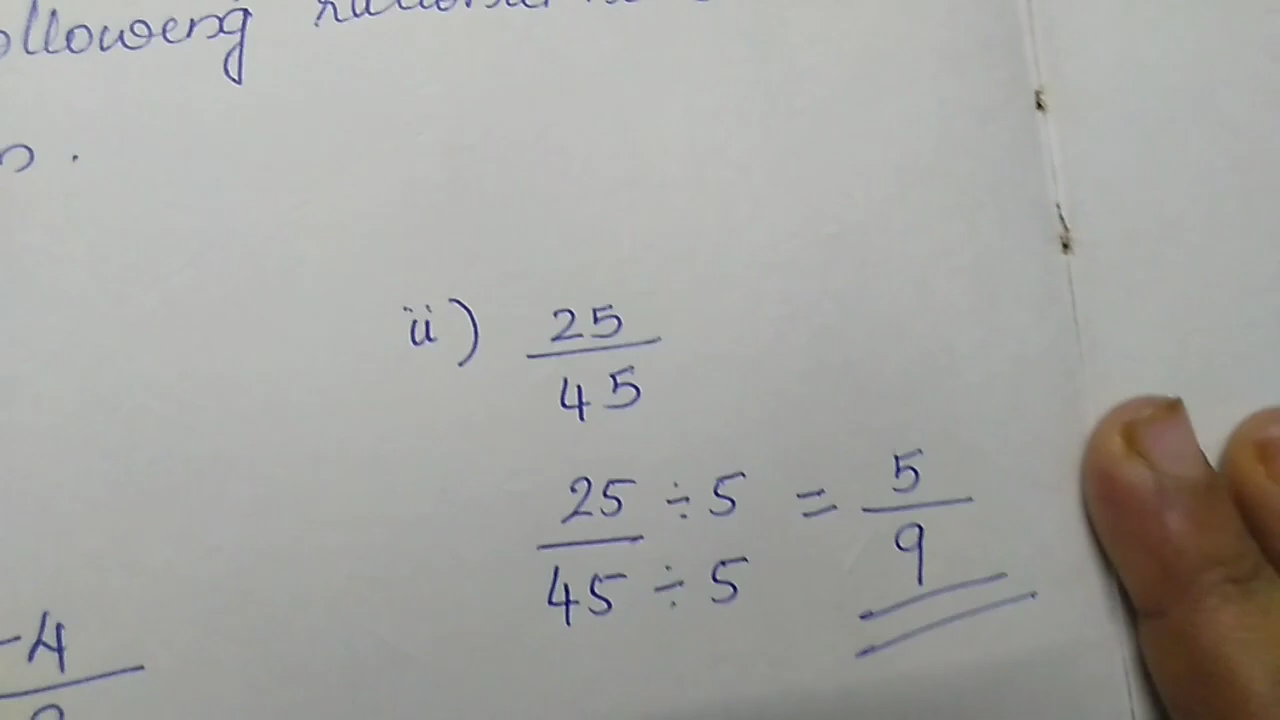 ollowing
ii) 25/45
25 ÷ 5 / 45 ÷ 5 = 5/9
-4